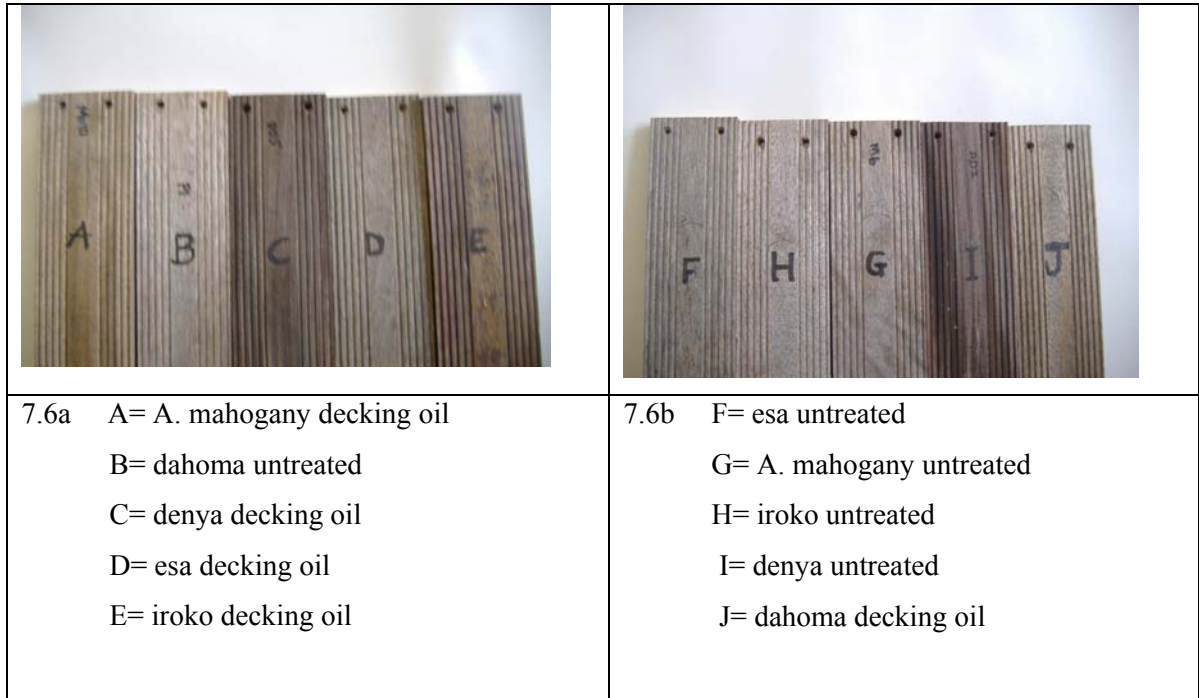 A B C D E
F H G I J
7.6a A= A. mahogany decking oil
B= dahoma untreated
C= denya decking oil
D= esa decking oil
E= iroko decking oil
7.6b F= esa untreated
G= A. mahogany untreated
H= iroko untreated
I= denya untreated
J= dahoma decking oil